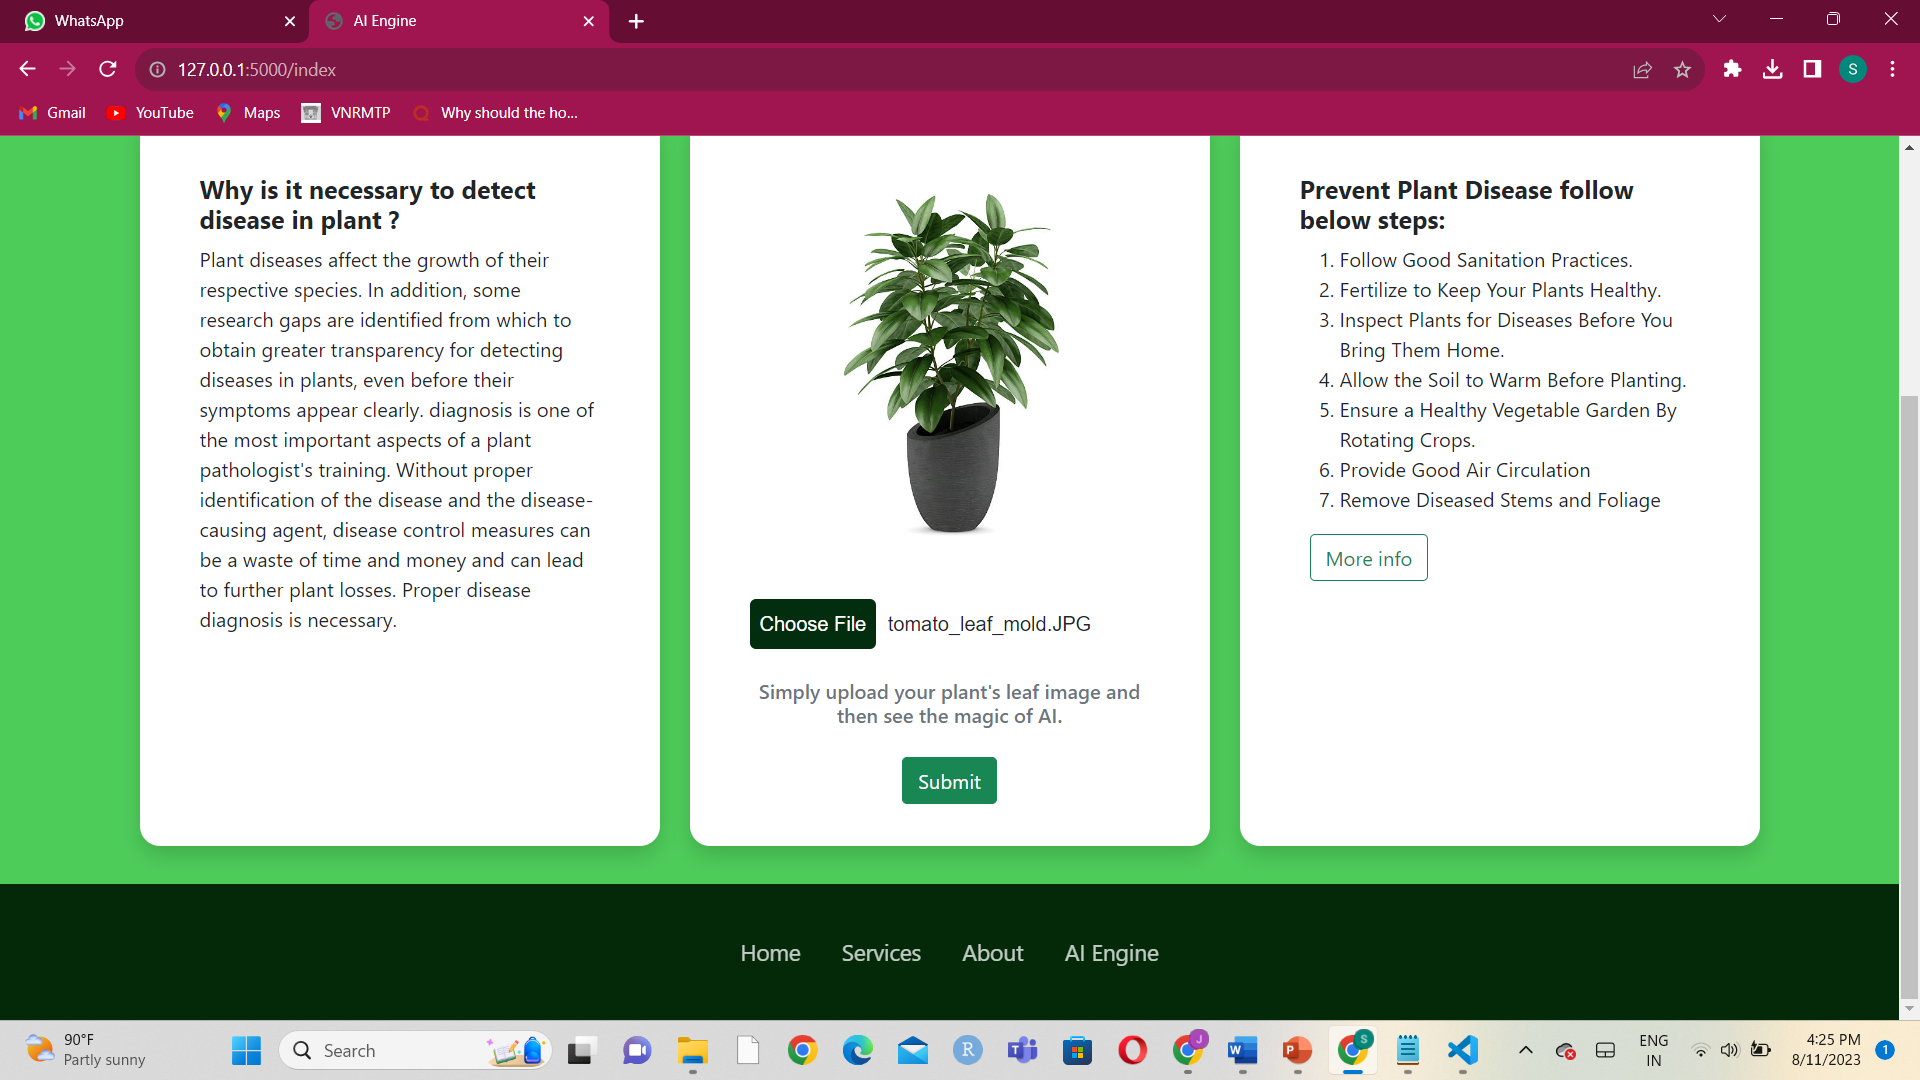 WhatsApp
AI Engine
127.0.0.1:5000/index
S
Gmail
YouTube
Maps
VNRMTP
Why should the ho...
Why is it necessary to detect
disease in plant ?
Plant diseases affect the growth of their
respective species. In addition, some
research gaps are identified from which to
obtain greater transparency for detecting
diseases in plants, even before their
symptoms appear clearly. diagnosis is one of
the most important aspects of a plant
pathologist's training. Without proper
identification of the disease and the disease-
causing agent, disease control measures can
be a waste of time and money and can lead
to further plant losses. Proper disease
diagnosis is necessary.
Choose File tomato_leaf_mold.JPG
Simply upload your plant's leaf image and
then see the magic of AI.
Submit
Prevent Plant Disease follow
below steps:
1. Follow Good Sanitation Practices.
2. Fertilize to Keep Your Plants Healthy.
3. Inspect Plants for Diseases Before You
Bring Them Home.
4. Allow the Soil to Warm Before Planting.
5. Ensure a Healthy Vegetable Garden By
Rotating Crops.
6. Provide Good Air Circulation
7. Remove Diseased Stems and Foliage
More info
Home Services About AI Engine
90°F
Partly sunny
Search
R
T
J
W
P
S
ENG
IN
4:25 PM
8/11/2023
1